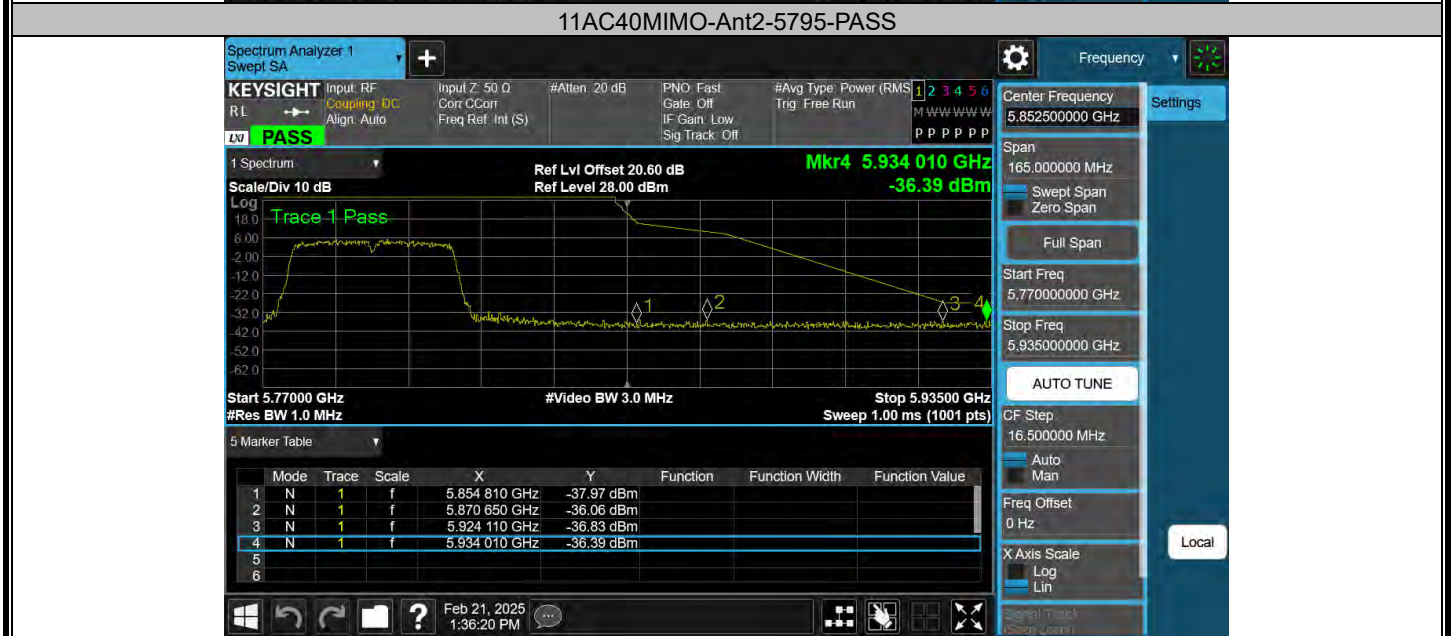 11AC40MIMO-Ant2-5795-PASS
Spectrum Analyzer 1
Swept SA
Frequency
KEYSIGHT
RL
LXI
PASS
Input: RF
Coupling: DC
Align: Auto
Input Z: 50 Ω
Corr CCorr
Freq Ref: Int (S)
#Atten: 20 dB
PNO: Fast
Gate: Off
IF Gain: Low
Sig Track: Off
#Avg Type: Power (RMS
Trig: Free Run
1 2 3 4 5 6
M W W W W W
P P P P P P
1 Spectrum
Scale/Div 10 dB
Ref Lvl Offset 20.60 dB
Ref Level 28.00 dBm
Mkr4 5.934 010 GHz
-36.39 dBm
Log
Trace 1 Pass
18.0
8.00
-2.00
-12.0
-22.0
-32.0
-42.0
-52.0
-62.0
1
2
3
4
Start 5.77000 GHz
#Res BW 1.0 MHz
#Video BW 3.0 MHz
Stop 5.93500 GHz
Sweep 1.00 ms (1001 pts)
5 Marker Table
Mode Trace Scale X Y Function Function Width Function Value
1 N 1 f 5.854 810 GHz -37.97 dBm
2 N 1 f 5.870 650 GHz -36.06 dBm
3 N 1 f 5.924 110 GHz -36.83 dBm
4 N 1 f 5.934 010 GHz -36.39 dBm
5
6
Feb 21, 2025
1:36:20 PM
Center Frequency
5.852500000 GHz
Settings
Span
165.000000 MHz
Swept Span
Zero Span
Full Span
Start Freq
5.770000000 GHz
Stop Freq
5.935000000 GHz
AUTO TUNE
CF Step
16.500000 MHz
Auto
Man
Freq Offset
0 Hz
X Axis Scale
Log
Lin
Signal Track
(Span Zoom)
Local